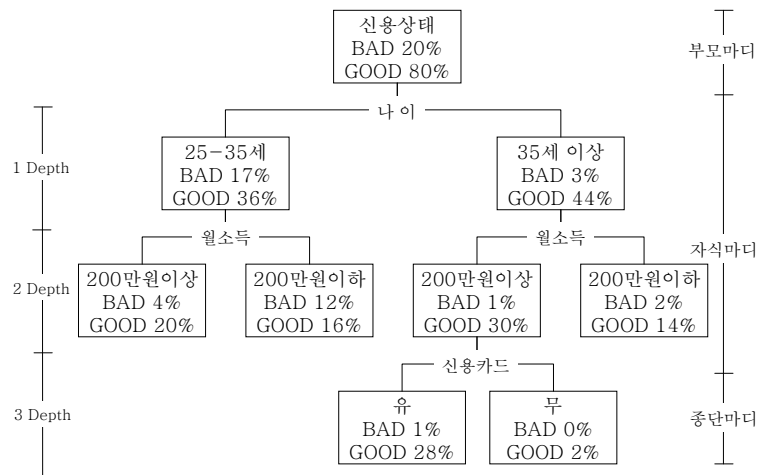 신용상태
BAD 20%
GOOD 80%
부모마디
나 이
1 Depth
25-35세
BAD 17%
GOOD 36%
35세 이상
BAD 3%
GOOD 44%
월소득
월소득
자식마디
2 Depth
200만원이상
BAD 4%
GOOD 20%
200만원이하
BAD 12%
GOOD 16%
200만원이상
BAD 1%
GOOD 30%
200만원이하
BAD 2%
GOOD 14%
신용카드
3 Depth
유
BAD 1%
GOOD 28%
무
BAD 0%
GOOD 2%
종단마디